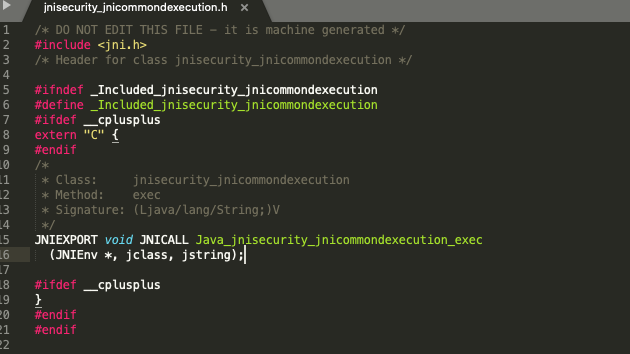 jnisecurity_jnicommondexecution.h ×
1 /* DO NOT EDIT THIS FILE - it is machine generated */
2 #include <jni.h>
3 /* Header for class jnisecurity_jnicommondexecution */
4
5 #ifndef _Included_jnisecurity_jnicommondexecution
6 #define _Included_jnisecurity_jnicommondexecution
7 #ifdef __cplusplus
8 extern "C" {
9 #endif
10 /*
11 * Class:     jnisecurity_jnicommondexecution
12 * Method:    exec
13 * Signature: (Ljava/lang/String;)V
14 */
15 JNIEXPORT void JNICALL Java_jnisecurity_jnicommondexecution_exec
16 (JNIEnv *, jclass, jstring);
17
18 #ifdef __cplusplus
19 }
20 #endif
21 #endif
22